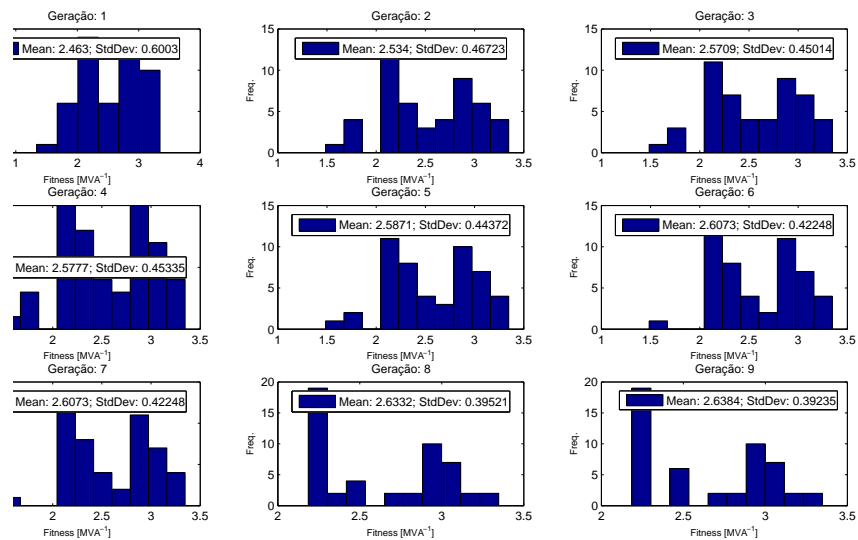 Geração: 1
Mean: 2.463; StdDev: 0.6003
1 2 3 4
Fitness [MVA⁻¹]
Geração: 2
Mean: 2.534; StdDev: 0.46723
15
10
5
0
Freq.
1 1.5 2 2.5 3 3.5
Fitness [MVA⁻¹]
Geração: 3
Mean: 2.5709; StdDev: 0.45014
15
10
5
0
Freq.
1 1.5 2 2.5 3 3.5
Fitness [MVA⁻¹]
Geração: 4
Mean: 2.5777; StdDev: 0.45335
2 2.5 3 3.5
Fitness [MVA⁻¹]
Geração: 5
Mean: 2.5871; StdDev: 0.44372
15
10
5
0
Freq.
1 1.5 2 2.5 3 3.5
Fitness [MVA⁻¹]
Geração: 6
Mean: 2.6073; StdDev: 0.42248
15
10
5
0
Freq.
1 1.5 2 2.5 3 3.5
Fitness [MVA⁻¹]
Geração: 7
Mean: 2.6073; StdDev: 0.42248
2 2.5 3 3.5
Fitness [MVA⁻¹]
Geração: 8
Mean: 2.6332; StdDev: 0.39521
20
15
10
5
0
Freq.
2 2.5 3 3.5
Fitness [MVA⁻¹]
Geração: 9
Mean: 2.6384; StdDev: 0.39235
20
15
10
5
0
Freq.
2 2.5 3 3.5
Fitness [MVA⁻¹]